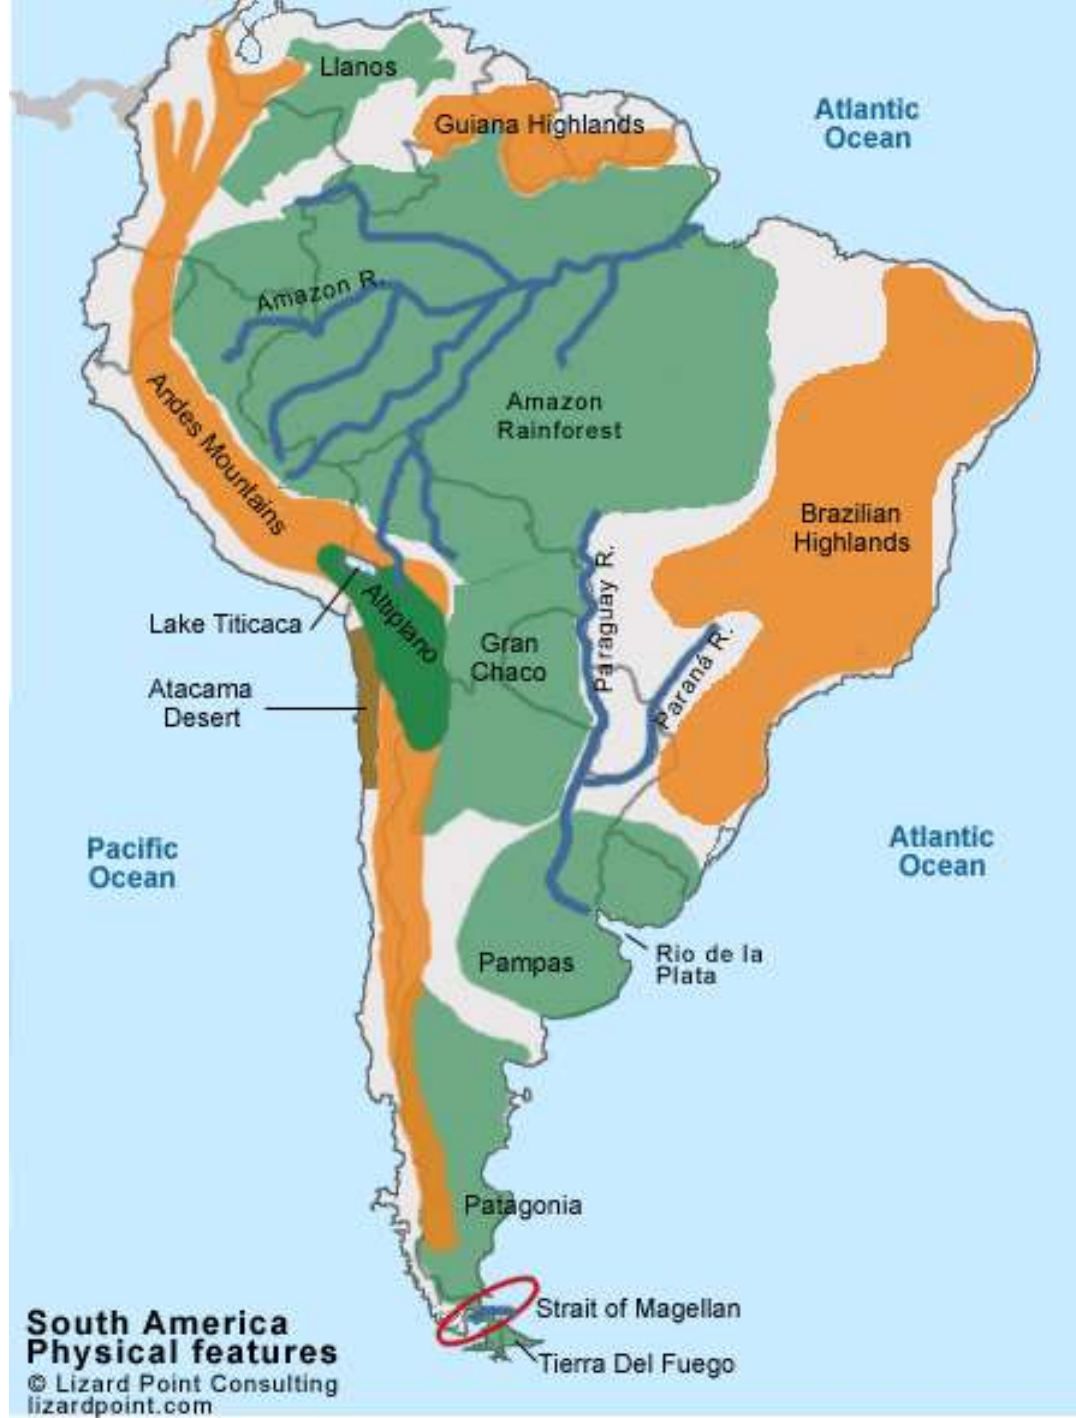 Llanos
Guiana Highlands
Atlantic
Ocean
Amazon R.
Amazon
Rainforest
Andes Mountains
Brazilian
Highlands
Paraguay R.
Altiplano
Lake Titicaca
Gran
Chaco
Paraná R.
Atacama
Desert
Pacific
Ocean
Atlantic
Ocean
Pampas
Rio de la
Plata
Patagonia
Strait of Magellan
Tierra Del Fuego
South America
Physical features
© Lizard Point Consulting
lizardpoint.com